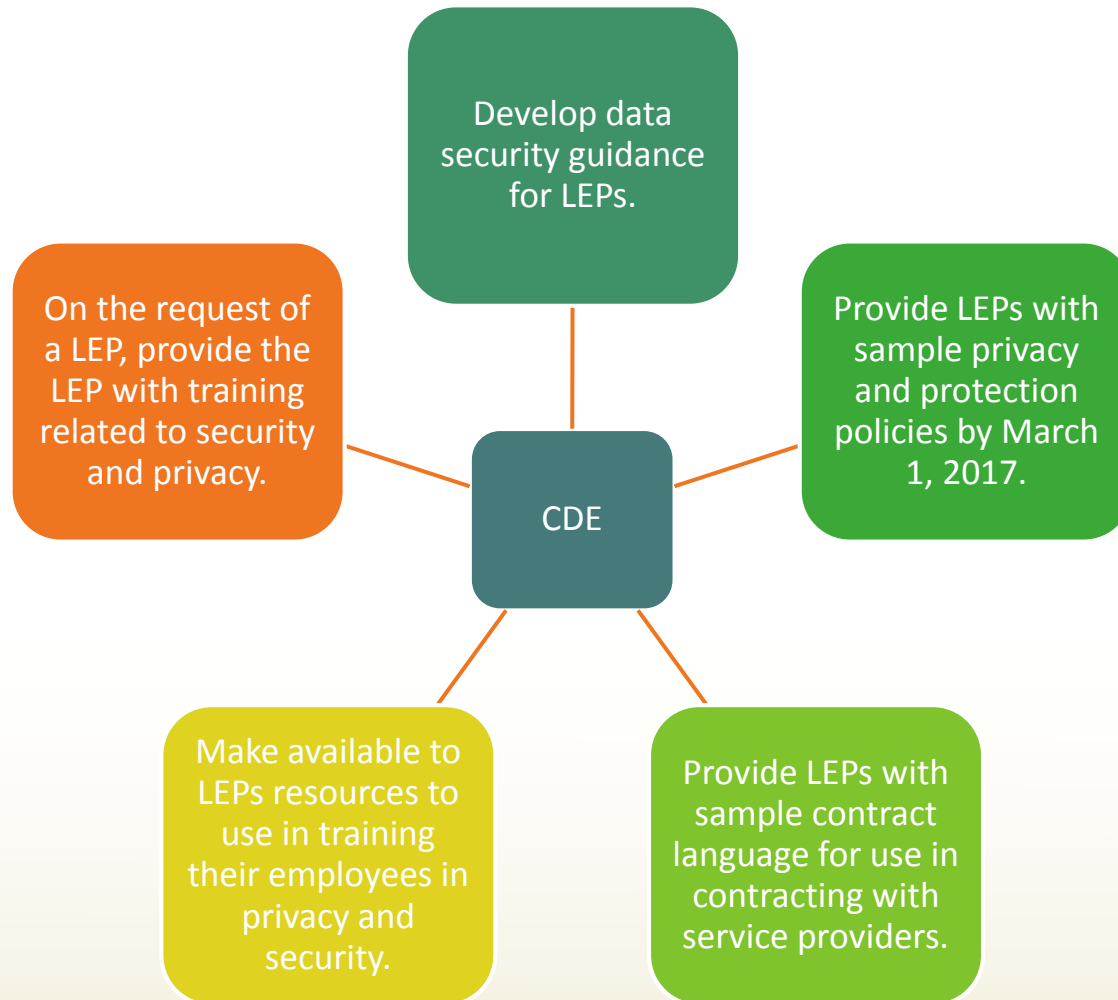 Develop data
security guidance
for LEPs.
On the request of
a LEP, provide the
LEP with training
related to security
and privacy.
Provide LEPs with
sample privacy
and protection
policies by March
1, 2017.
CDE
Make available to
LEPs resources to
use in training
their employees in
privacy and
security.
Provide LEPs with
sample contract
language for use in
contracting with
service providers.